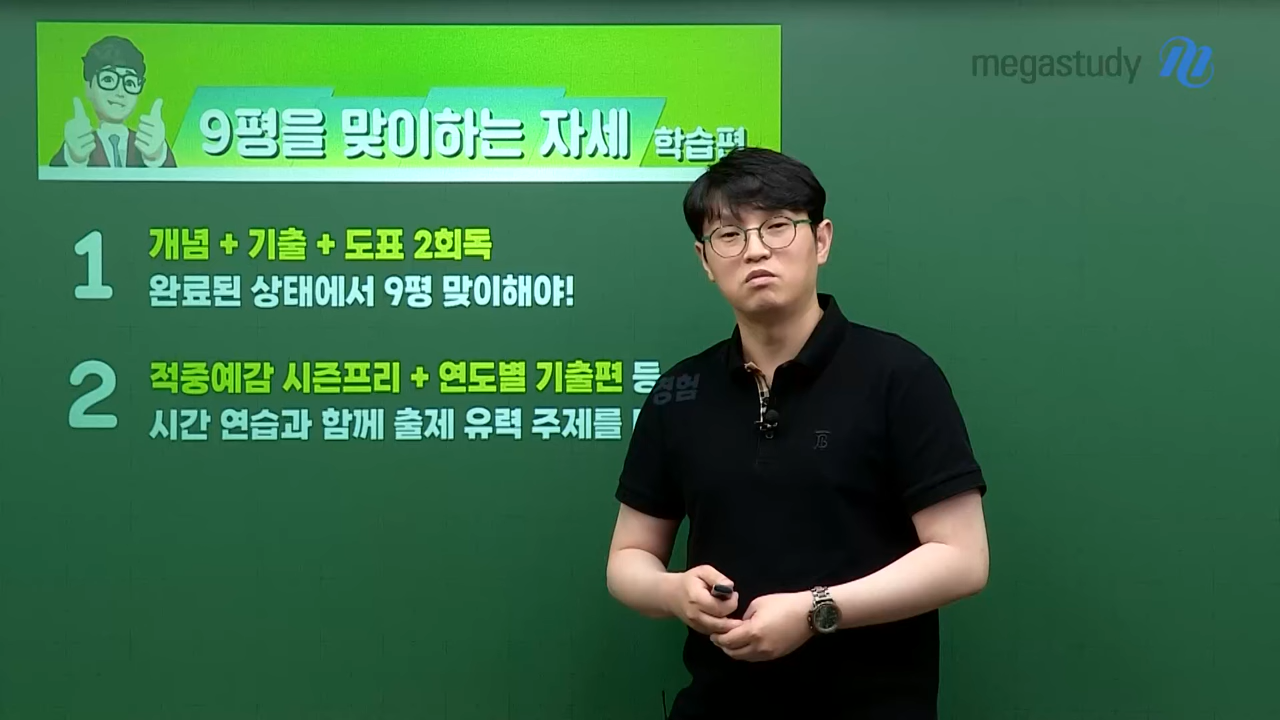 megastudy
9평을 맞이하는 자세 학습편
1 개념 + 기출 + 도표 2회독
완료된 상태에서 9평 맞이해야!
2 적중예감 시즌프리 + 연도별 기출편 등
시간 연습과 함께 출제 유력 주제를
경험